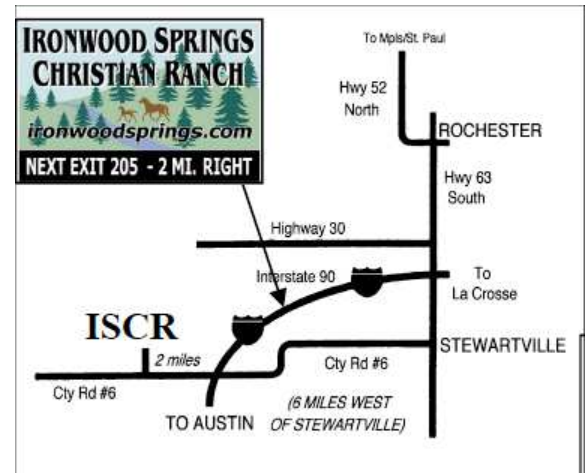 IRONWOOD SPRINGS
CHRISTIAN RANCH
ironwoodsprings.com
NEXT EXIT 205 - 2 MI. RIGHT
To Mpls/St. Paul
Hwy 52
North
ROCHESTER
Hwy 63
South
Highway 30
Interstate 90
To
La Crosse
ISCR
2 miles
STEWARTVILLE
Cty Rd #6
Cty Rd #6
TO AUSTIN
(6 MILES WEST
OF STEWARTVILLE)